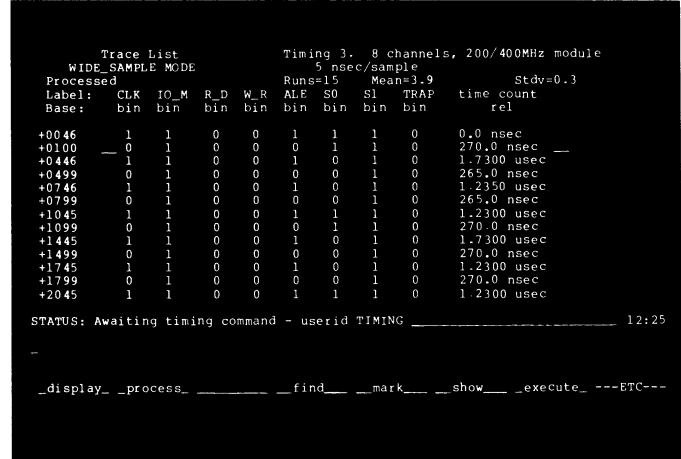 Trace List Timing 3. 8 channels, 200/400MHz module
WIDE_SAMPLE MODE 5 nsec/sample
Processed Runs=15 Mean=3.9 Stdv=0.3
Label: CLK IO_M R_D W_R ALE S0 S1 TRAP time count
Base: bin bin bin bin bin bin bin bin rel
+0046 1 1 0 0 1 1 1 0 0.0 nsec
+0100 __ 0 1 0 0 0 1 1 0 270.0 nsec __
+0446 1 1 0 0 1 0 1 0 1.7300 usec
+0499 0 1 0 0 0 0 1 0 265.0 nsec
+0746 1 1 0 0 1 0 1 0 1.2350 usec
+0799 0 1 0 0 0 0 1 0 265.0 nsec
+1045 1 1 0 0 1 1 1 0 1.2300 usec
+1099 0 1 0 0 0 1 1 0 270.0 nsec
+1445 1 1 0 0 1 0 1 0 1.7300 usec
+1499 0 1 0 0 0 0 1 0 270.0 nsec
+1745 1 1 0 0 1 0 1 0 1.2300 usec
+1799 0 1 0 0 0 0 1 0 270.0 nsec
+2045 1 1 0 0 1 1 1 0 1.2300 usec
STATUS: Awaiting timing command - userid TIMING ____________________________ 12:25
_display_ _process_ _________ __find___ __mark___ __show___ _execute_ ---ETC---